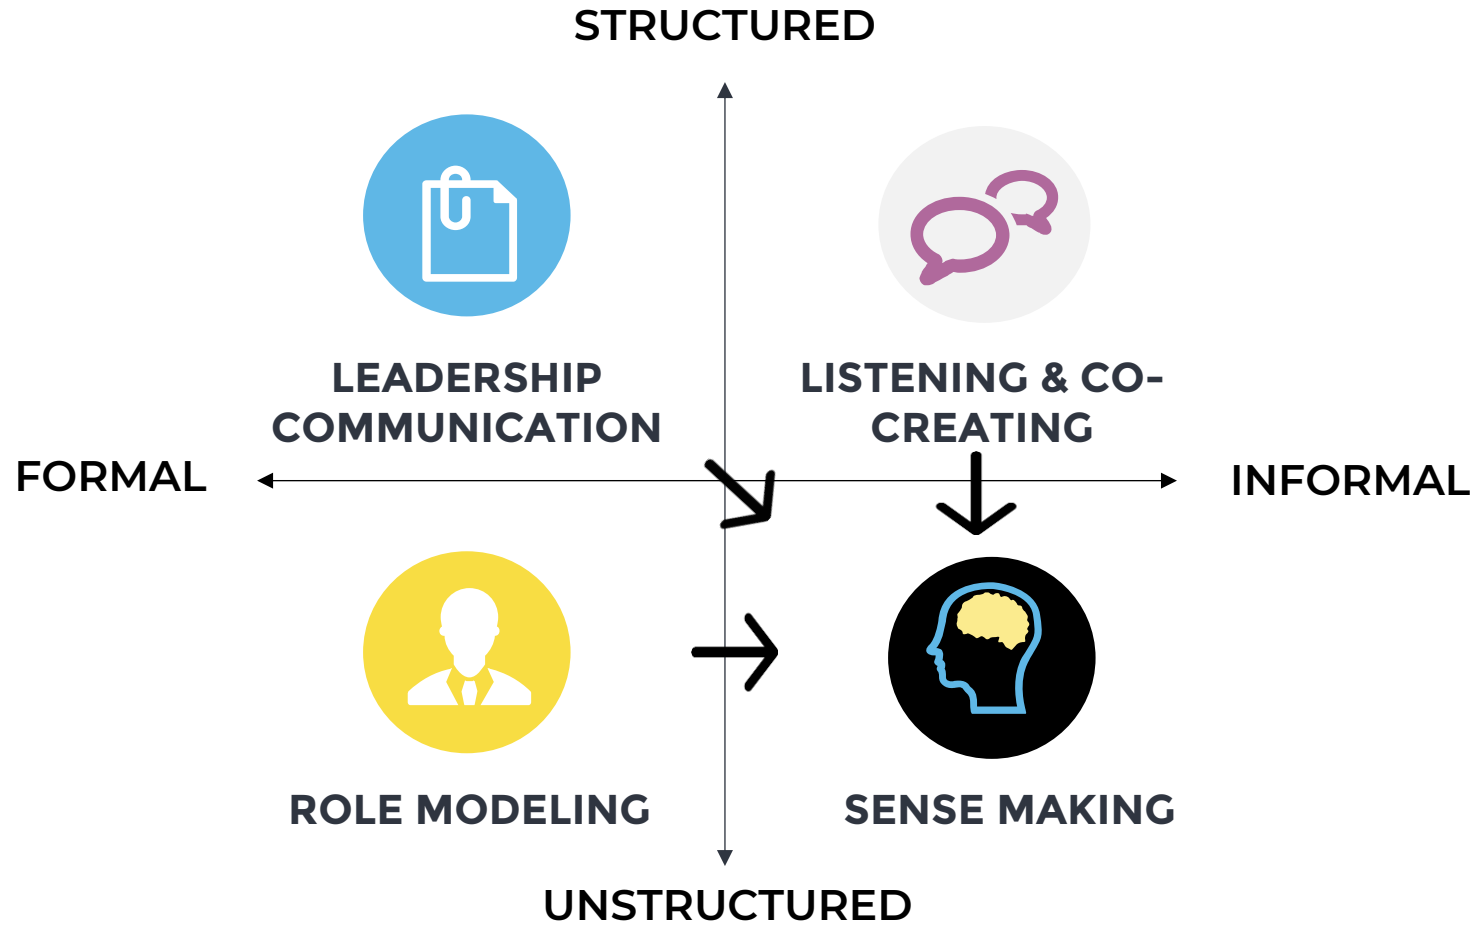 STRUCTURED
LEADERSHIP
COMMUNICATION
LISTENING & CO-
CREATING
FORMAL
INFORMAL
ROLE MODELING
SENSE MAKING
UNSTRUCTURED